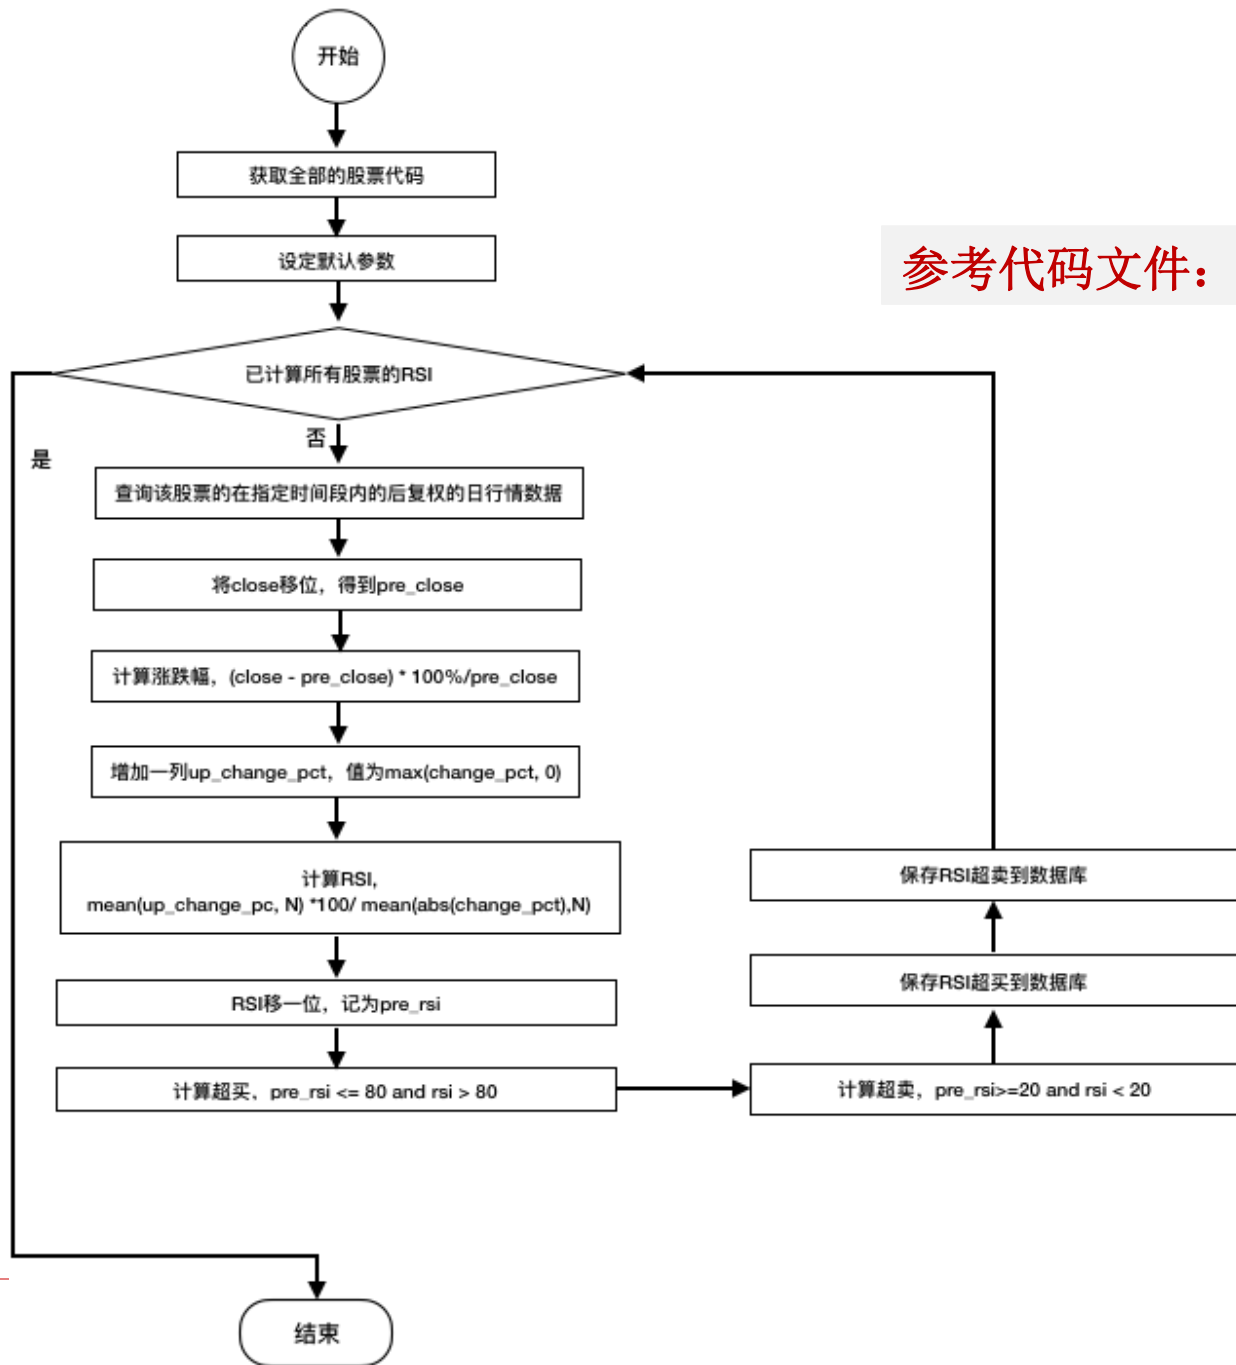 开始
获取全部的股票代码
设定默认参数
参考代码文件：
已计算所有股票的RSI
否
是
查询该股票的在指定时间段内的后复权的日行情数据
将close移位，得到pre_close
计算涨跌幅，(close - pre_close) * 100%/pre_close
增加一列up_change_pct，值为max(change_pct, 0)
计算RSI,
mean(up_change_pc, N) *100/ mean(abs(change_pct),N)
RSI移一位，记为pre_rsi
计算超买，pre_rsi <= 80 and rsi > 80
计算超卖，pre_rsi>=20 and rsi < 20
保存RSI超买到数据库
保存RSI超卖到数据库
结束